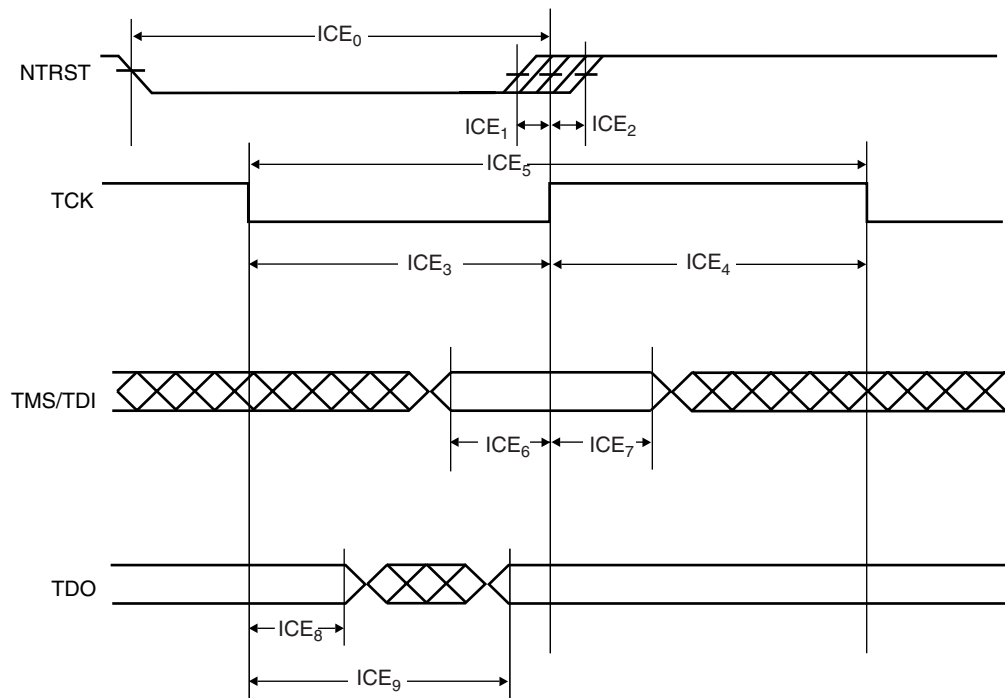 ICE₀
NTRST
ICE₁
ICE₂
ICE₅
TCK
ICE₃
ICE₄
TMS/TDI
ICE₆
ICE₇
TDO
ICE₈
ICE₉